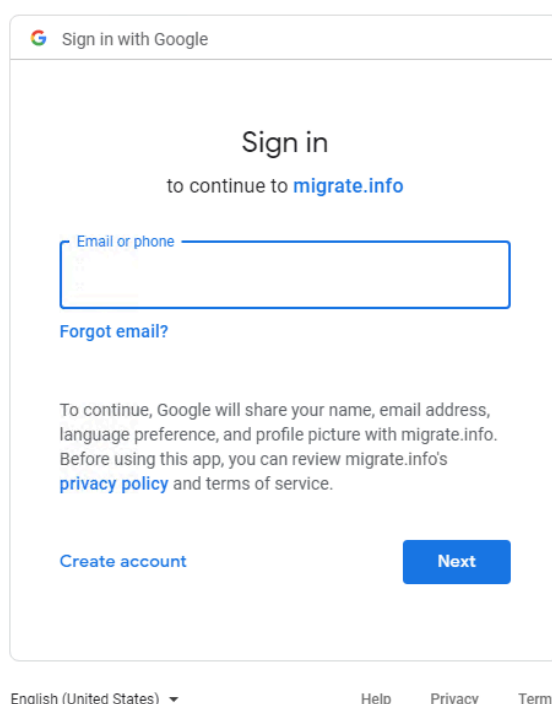 Sign in with Google
Sign in
to continue to migrate.info
Email or phone
Forgot email?
To continue, Google will share your name, email address,
language preference, and profile picture with migrate.info.
Before using this app, you can review migrate.info's
privacy policy and terms of service.
Create account
Next
English (United States)
Help
Privacy
Term